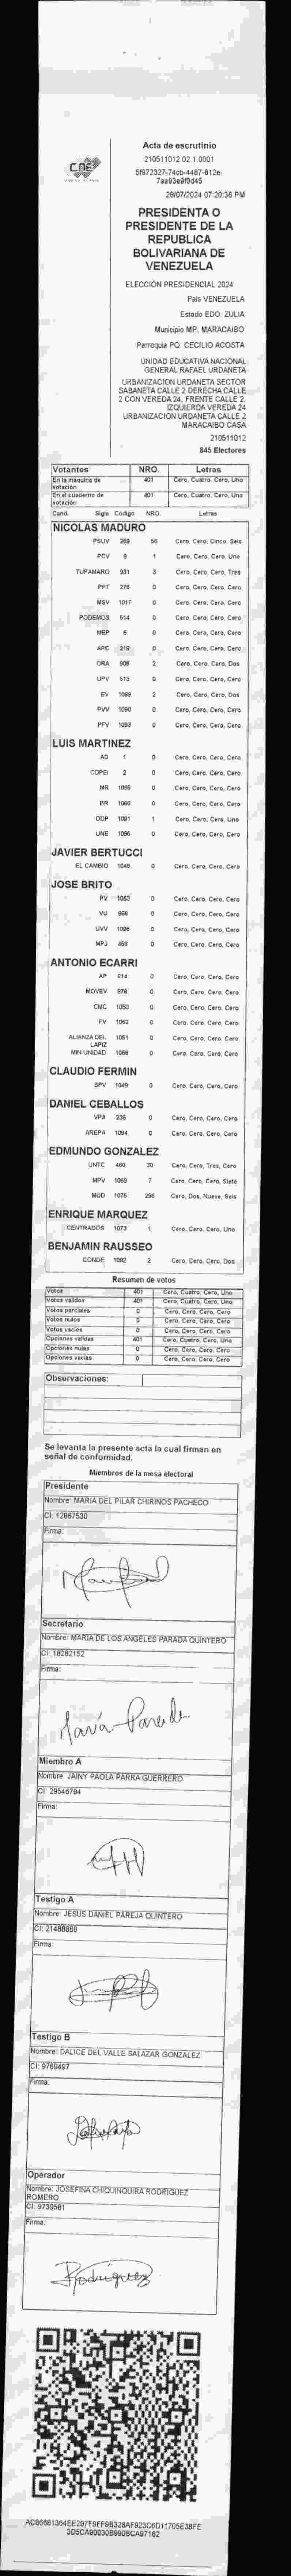 CNE
Acta de escrutinio
210511012.02.1.0001
5f972327-74cb-4487-812e-
7aa93e9f0d45
28/07/2024 07:20:36 PM
PRESIDENTA O
PRESIDENTE DE LA
REPUBLICA
BOLIVARIANA DE
VENEZUELA
ELECCIÓN PRESIDENCIAL 2024
País VENEZUELA
Estado EDO. ZULIA
Municipio MP. MARACAIBO
Parroquia PQ. CECILIO ACOSTA
UNIDAD EDUCATIVA NACIONAL
GENERAL RAFAEL URDANETA
URBANIZACION URDANETA SECTOR
SABANETA CALLE 2 DERECHA CALLE
2 CON VEREDA 24. FRENTE CALLE 2.
IZQUIERDA VEREDA 24
URBANIZACION URDANETA CALLE 2
MARACAIBO CASA
210511012
845 Electores
Votantes NRO. Letras
En la máquina de votación 401 Cero, Cuatro, Cero, Uno
En el cuaderno de votación 401 Cero, Cuatro, Cero, Uno
Cand. Sigla Código NRO. Letras
NICOLAS MADURO
PSUV 269 56 Cero, Cero, Cinco, Seis
PCV 9 1 Cero, Cero, Cero, Uno
TUPAMARO 931 3 Cero, Cero, Cero, Tres
PPT 276 0 Cero, Cero, Cero, Cero
MSV 1017 0 Cero, Cero, Cero, Cero
PODEMOS 614 0 Cero, Cero, Cero, Cero
MEP 6 0 Cero, Cero, Cero, Cero
APC 219 0 Cero, Cero, Cero, Cero
ORA 906 2 Cero, Cero, Cero, Dos
UPV 613 0 Cero, Cero, Cero, Cero
EV 1089 2 Cero, Cero, Cero, Dos
PVV 1090 0 Cero, Cero, Cero, Cero
PFV 1093 0 Cero, Cero, Cero, Cero
LUIS MARTINEZ
AD 1 0 Cero, Cero, Cero, Cero
COPEI 2 0 Cero, Cero, Cero, Cero
MR 1065 0 Cero, Cero, Cero, Cero
BR 1066 0 Cero, Cero, Cero, Cero
DDP 1091 1 Cero, Cero, Cero, Uno
UNE 1095 0 Cero, Cero, Cero, Cero
JAVIER BERTUCCI
EL CAMBIO 1048 0 Cero, Cero, Cero, Cero
JOSE BRITO
PV 1052 0 Cero, Cero, Cero, Cero
VU 989 0 Cero, Cero, Cero, Cero
UVV 1096 0 Cero, Cero, Cero, Cero
MPJ 458 0 Cero, Cero, Cero, Cero
ANTONIO ECARRI
AP 814 0 Cero, Cero, Cero, Cero
MOVEV 878 0 Cero, Cero, Cero, Cero
CMC 1050 0 Cero, Cero, Cero, Cero
FV 1062 0 Cero, Cero, Cero, Cero
ALIANZA DEL LAPIZ 1051 0 Cero, Cero, Cero, Cero
MIN UNIDAD 1068 0 Cero, Cero, Cero, Cero
CLAUDIO FERMIN
SPV 1049 0 Cero, Cero, Cero, Cero
DANIEL CEBALLOS
VPA 236 0 Cero, Cero, Cero, Cero
AREPA 1094 0 Cero, Cero, Cero, Cero
EDMUNDO GONZALEZ
UNTC 460 30 Cero, Cero, Tres, Cero
MPV 1069 7 Cero, Cero, Cero, Siete
MUD 1075 296 Cero, Dos, Nueve, Seis
ENRIQUE MARQUEZ
CENTRADOS 1073 1 Cero, Cero, Cero, Uno
BENJAMIN RAUSSEO
CONDE 1082 2 Cero, Cero, Cero, Dos
Resumen de votos
Votos 401 Cero, Cuatro, Cero, Uno
Votos válidos 401 Cero, Cuatro, Cero, Uno
Votos parciales 0 Cero, Cero, Cero, Cero
Votos nulos 0 Cero, Cero, Cero, Cero
Votos vacíos 0 Cero, Cero, Cero, Cero
Opciones válidas 401 Cero, Cuatro, Cero, Uno
Opciones nulas 0 Cero, Cero, Cero, Cero
Opciones vacías 0 Cero, Cero, Cero, Cero
Observaciones:
Se levanta la presente acta la cual firman en
señal de conformidad.
Miembros de la mesa electoral
Presidente
Nombre: MARIA DEL PILAR CHIRINOS PACHECO
CI: 12867530
Firma:
Secretario
Nombre: MARIA DE LOS ANGELES PARADA QUINTERO
CI: 18282152
Firma:
María Parada
Miembro A
Nombre: JAINY PAOLA PARRA GUERRERO
CI: 29546784
Firma:
Testigo A
Nombre: JESUS DANIEL PAREJA QUINTERO
CI: 21488680
Firma:
Testigo B
Nombre: DALICE DEL VALLE SALAZAR GONZALEZ
CI: 9769497
Firma:
Operador
Nombre: JOSEFINA CHIQUINQUIRA RODRIGUEZ
ROMERO
CI: 9739561
Firma:
Rodriguez